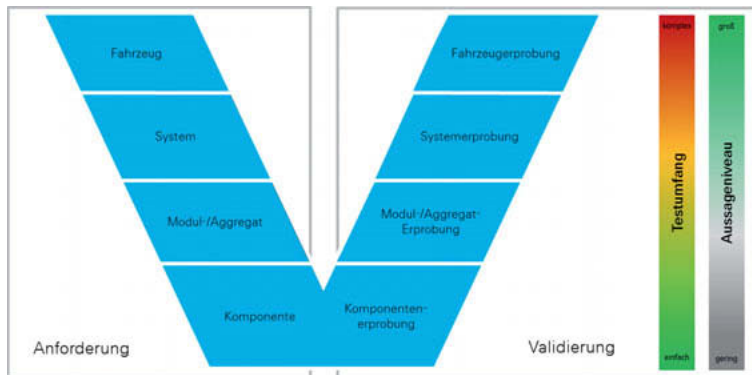 Fahrzeug
System
Modul-/Aggregat
Komponente
Anforderung
Fahrzeugerprobung
Systemerprobung
Modul-/Aggregat-
Erprobung
Komponenten-
erprobung
Validierung
komplex
Testumfang
einfach
groß
Aussageniveau
gering